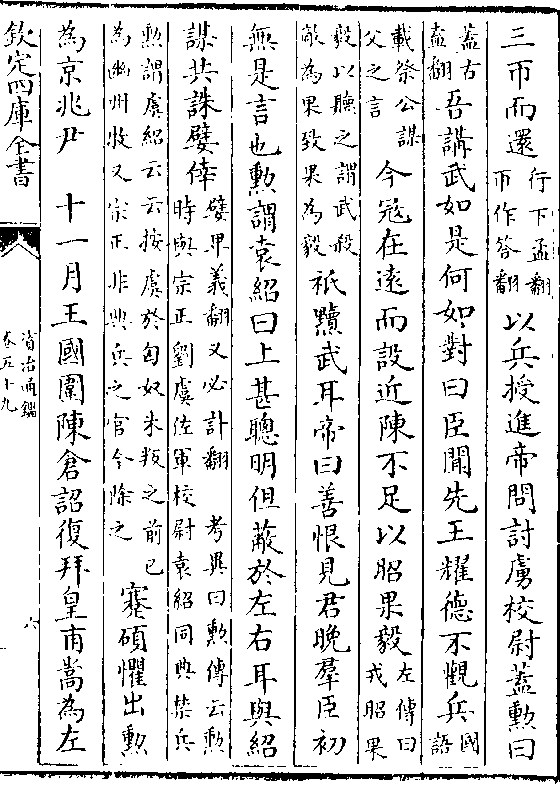 三帀而還行下孟翻帀作答翻以兵授進帝問討虜校尉葢勲曰
葢古盍翻吾講武如是何如對曰臣聞先王耀德不觀兵國語
載祭公謀父之言今冦在逺而設近陳不足以昭果毅左傳曰戎昭果
毅以聽之謂武殺敵為果致果為毅祇黷武耳帝曰善恨見君晚羣臣初
無是言也勲謂袁紹曰上甚聰明但蔽於左右耳與紹
謀共誅嬖倖嬖卑義翻又必計翻考異曰勲傳云勲時與宗正劉虞佐軍校尉袁紹同典禁兵
勲謂虞紹云云按虞於匈奴未叛之前已為幽州牧又宗正非典兵之官今除之蹇碩懼出勲
為京兆尹　十一月王國圍陳倉詔復拜皇甫嵩為左
欽定四庫全書
資治通鑑
卷五十九
六